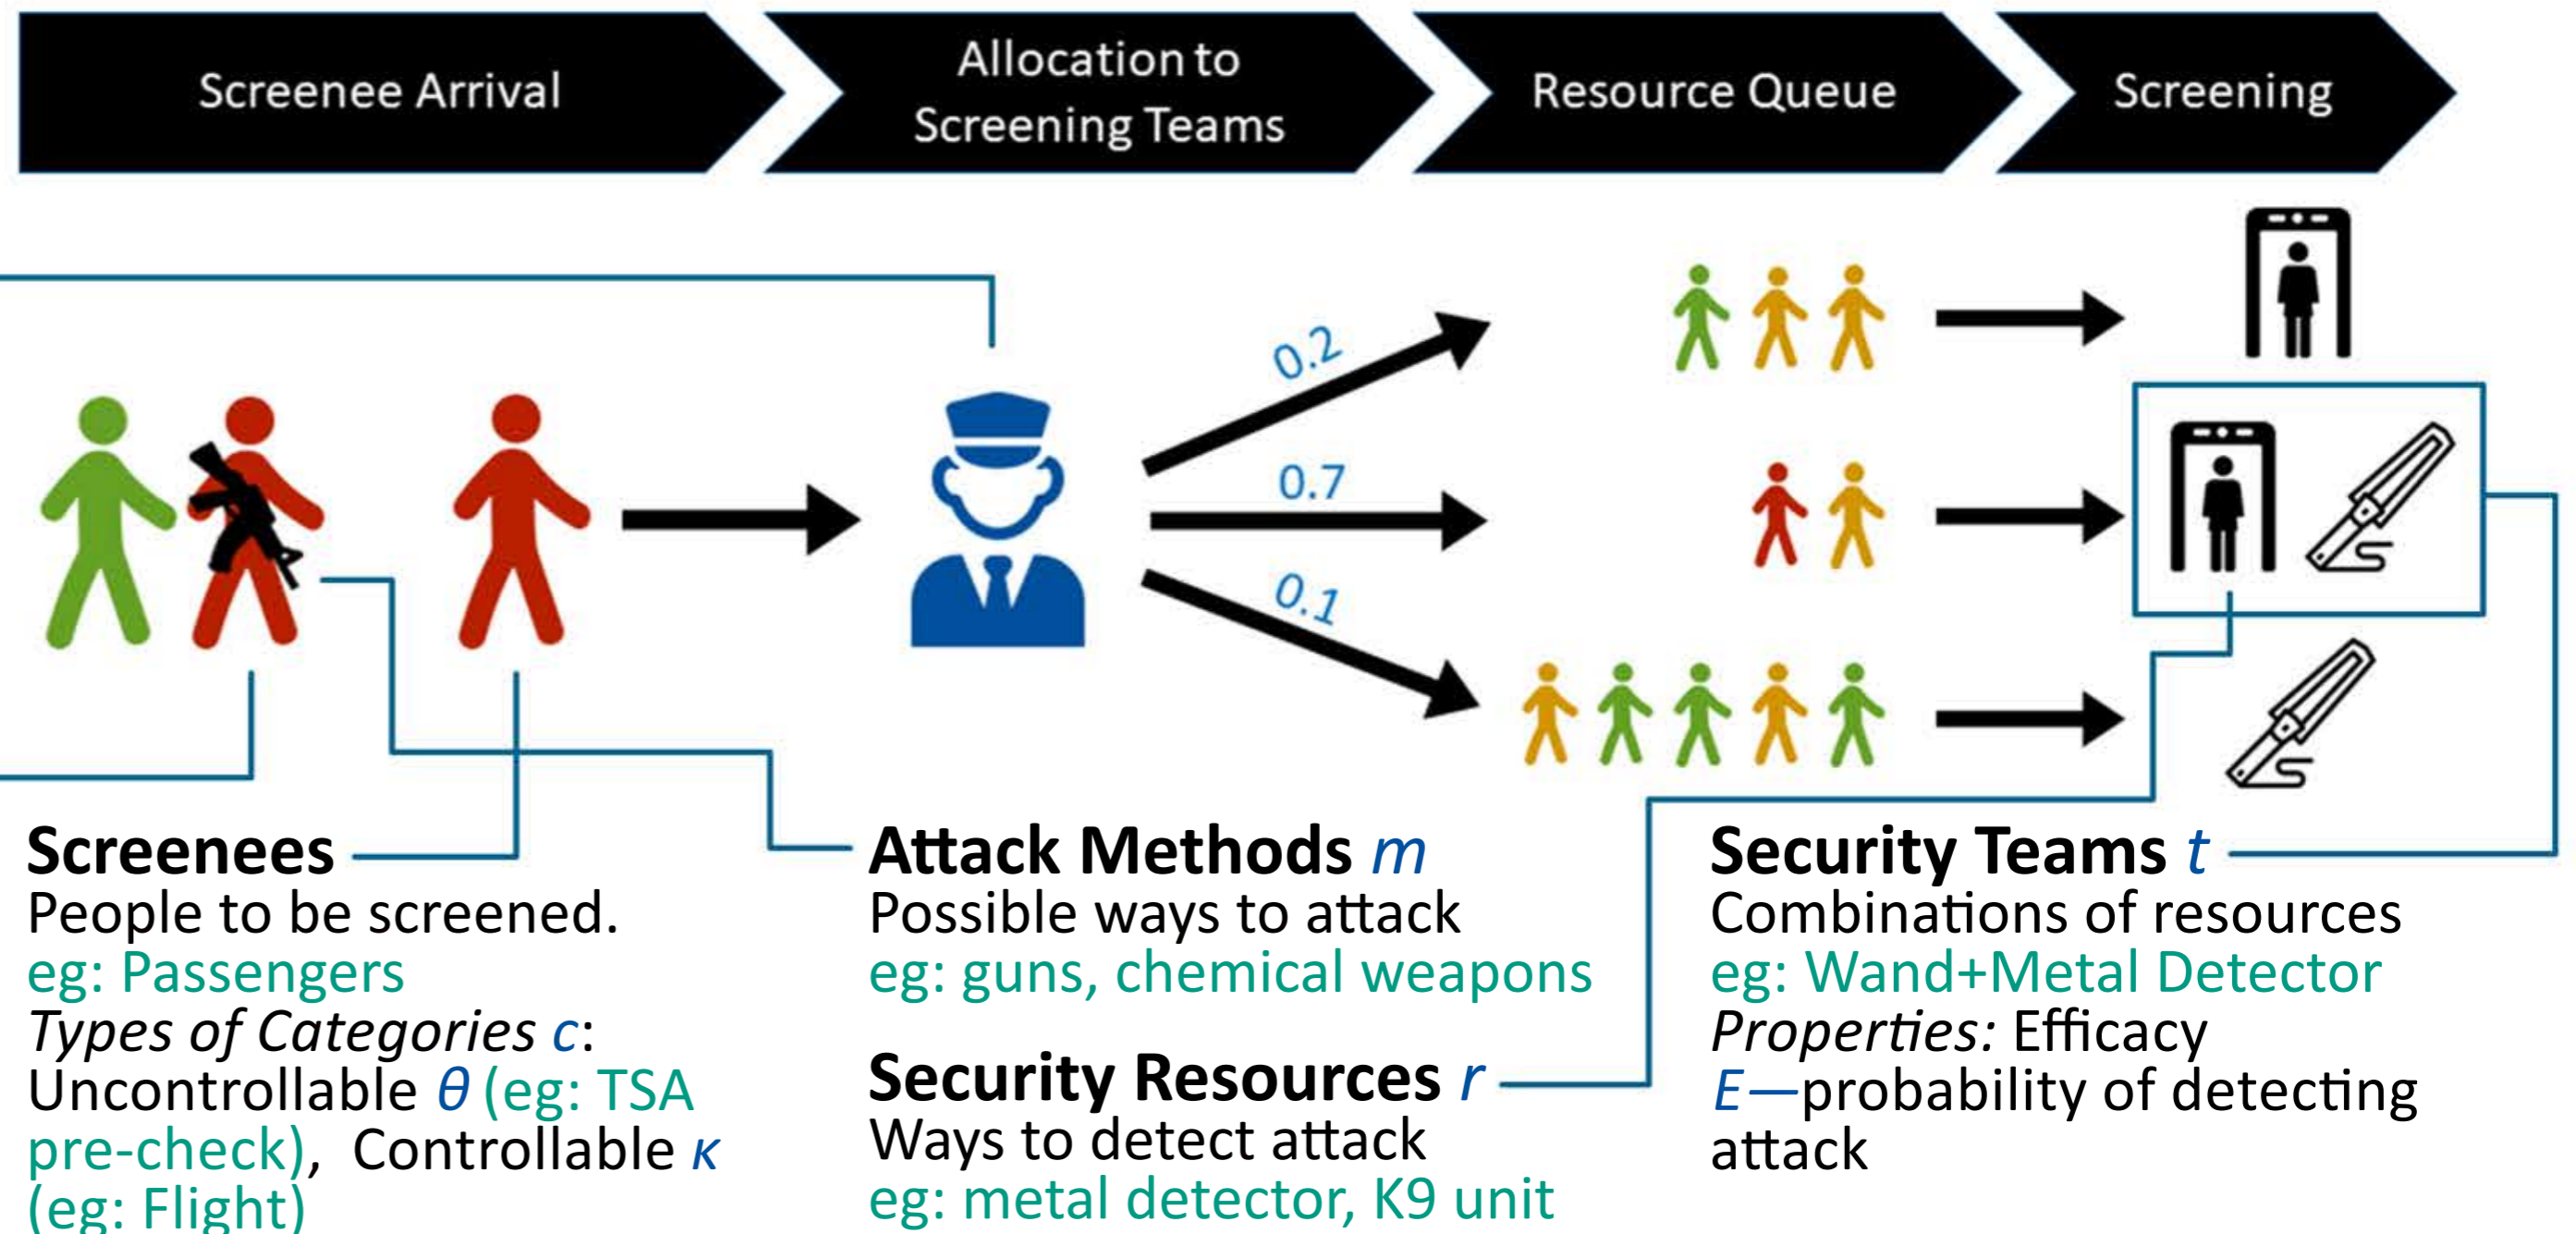 Screenee Arrival
Allocation to
Screening Teams
Resource Queue
Screening
0.2
0.7
0.1
Screenees
People to be screened.
eg: Passengers
Types of Categories c:
Uncontrollable θ (eg: TSA
pre-check), Controllable κ
(eg: Flight)
Attack Methods m
Possible ways to attack
eg: guns, chemical weapons
Security Resources r
Ways to detect attack
eg: metal detector, K9 unit
Security Teams t
Combinations of resources
eg: Wand+Metal Detector
Properties: Efficacy
E—probability of detecting
attack